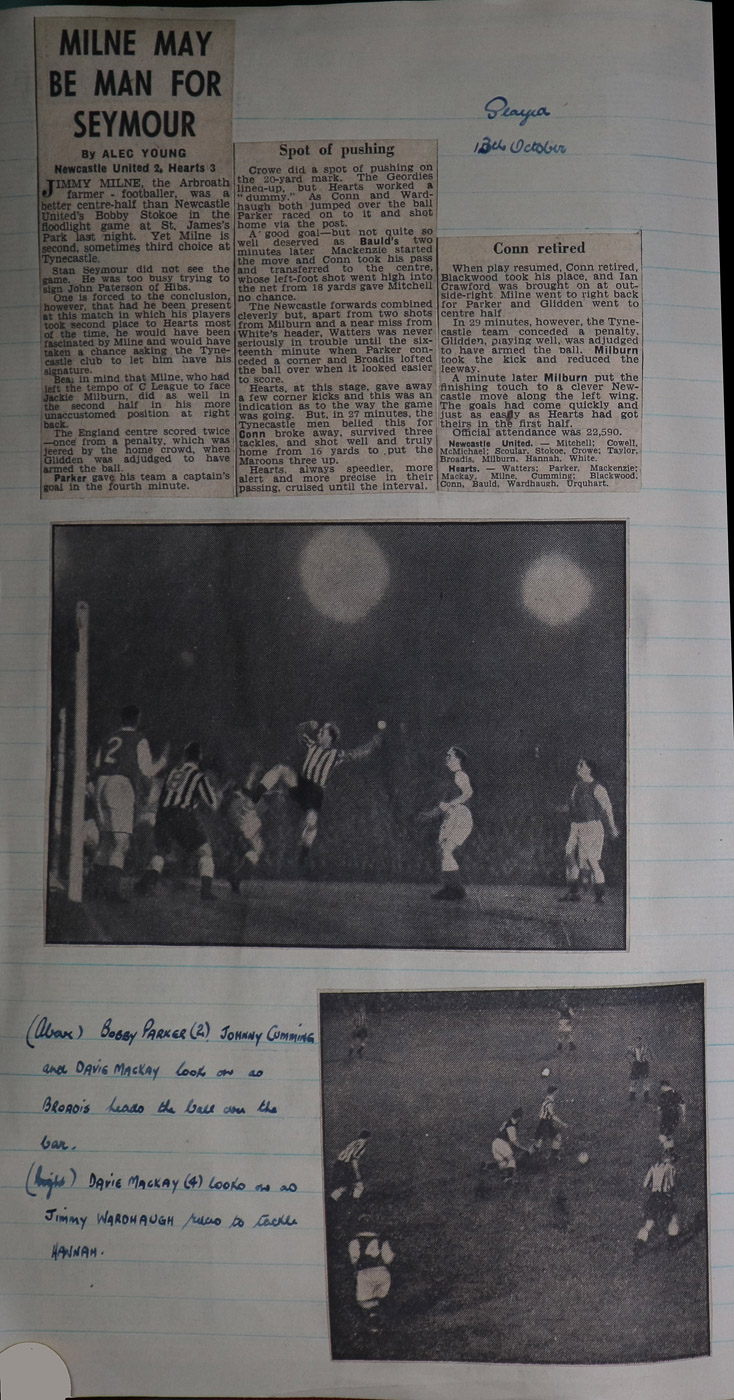 MILNE MAY
BE MAN FOR
SEYMOUR
By ALEC YOUNG
Newcastle United 2, Hearts 3
JIMMY MILNE, the Arbroath
farmer - footballer, was a
better centre-half than Newcastle
United's Bobby Stokoe in the
floodlight game at St. James's
Park last night. Yet Milne is
second, sometimes third choice at
Tynecastle.
Stan Seymour did not see the
game. He was too busy trying to
sign John Paterson of Hibs.
One is forced to the conclusion,
however, that had he been present
at this match in which his players
took second place to Hearts most
of the time, he would have been
fascinated by Milne and would have
taken a chance asking the Tyne-
castle club to let him have his
signature.
Bear in mind that Milne, who had
left the tempo of C League to face
Jackie Milburn, did as well in
the second half in his more
unaccustomed position at right
back.
The England centre scored twice
—once from a penalty, which was
jeered by the home crowd, when
Glidden was adjudged to have
armed the ball.
Parker gave his team a captain's
goal in the fourth minute.
Spot of pushing
Crowe did a spot of pushing on
the 20-yard mark. The Geordies
lined-up, but Hearts worked a
"dummy." As Conn and Ward-
haugh both jumped over the ball
Parker raced on to it and shot
home via the post.
A good goal—but not quite so
well deserved as Bauld's two
minutes later Mackenzie started
the move and Conn took his pass
and transferred to the centre,
whose left-foot shot went high into
the net from 18 yards gave Mitchell
no chance.
The Newcastle forwards combined
cleverly but, apart from two shots
from Milburn and a near miss from
White's header, Watters was never
seriously in trouble until the six-
teenth minute when Parker con-
ceded a corner and Broadis lofted
the ball over when it looked easier
to score.
Hearts, at this stage, gave away
a few corner kicks and this was an
indication as to the way the game
was going. But, in 27 minutes, the
Tynecastle men belied this for
Conn broke away, survived three
tackles, and shot well and truly
home from 16 yards to put the
Maroons three up.
Hearts, always speedier, more
alert and more precise in their
passing, cruised until the interval.
13th October
Conn retired
When play resumed, Conn retired,
Blackwood took his place, and Ian
Crawford was brought on at out-
side-right. Milne went to right back
for Parker and Glidden went to
centre half
In 29 minutes, however, the Tyne-
castle team conceded a penalty.
Glidden, playing well, was adjudged
to have armed the ball. Milburn
took the kick and reduced the
leeway.
A minute later Milburn put the
finishing touch to a clever New-
castle move along the left wing.
The goals had come quickly and
just as easily as Hearts had got
theirs in the first half.
Official attendance was 22,590.
Newcastle United. — Mitchell; Cowell,
McMichael; Scoular, Stokoe, Crowe; Taylor,
Broadis, Milburn, Hannah, White.
Hearts. — Watters; Parker, Mackenzie;
Mackay, Milne, Cumming; Blackwood,
Conn, Bauld, Wardhaugh, Urquhart.
2
(Above) BOBBY PARKER (2) JOHNNY CUMMING
and DAVIE MACKAY look on as
BROADIS heads the ball over the
bar.
(Right) DAVIE MACKAY (4) looks on as
Jimmy WARDHAUGH races to tackle
HANNAH.
4